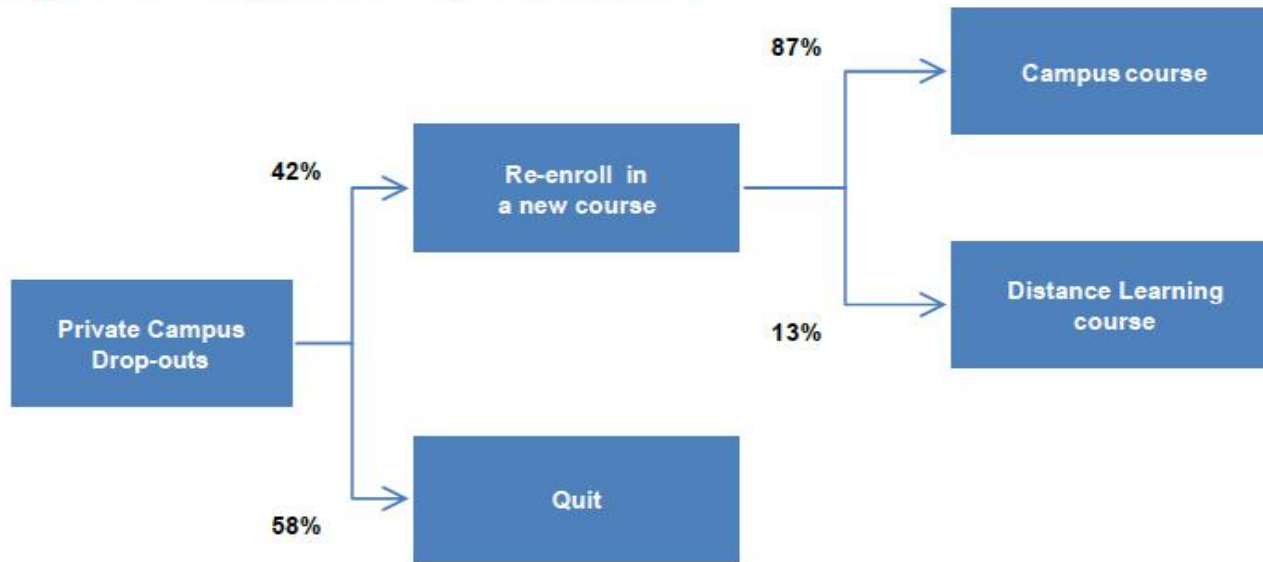 87%
Campus course
42%
Re-enroll in
a new course
Distance Learning
course
Private Campus
Drop-outs
13%
Quit
58%